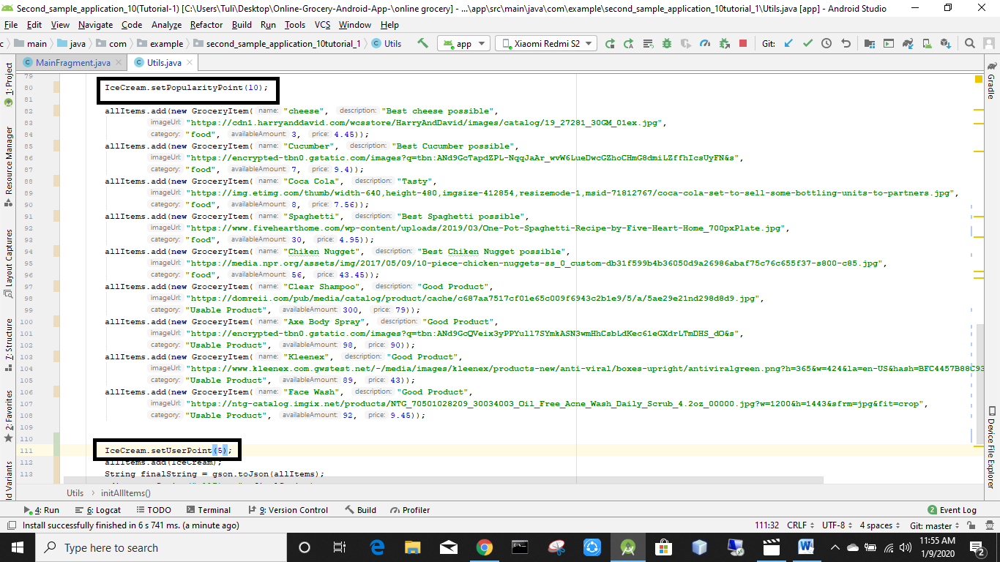 Second_sample_application_10(Tutorial-1) [C:\Users\Tuli\Desktop\Online-Grocery-Android-App-\online grocery] - ...\app\src\main\java\com\example\second_sample_application_10tutorial_1\Utils.java [app] - Android Studio
File Edit View Navigate Code Analyze Refactor Build Run Tools VCS Window Help
c main java com example second_sample_application_10tutorial_1 Utils app Xiaomi Redmi S2 Git:
MainFragment.java Utils.java
79
80 IceCream.setPopularityPoint(10);
81
82 allItems.add(new GroceryItem( name: "cheese", description: "Best cheese possible",
83 imageUrl: "https://cdn1.harryanddavid.com/wcsstore/HarryAndDavid/images/catalog/19_27281_30GM_01ex.jpg",
84 category: "food", availableAmount: 3, price: 4.45));
85 allItems.add(new GroceryItem( name: "Cucumber", description: "Best Cucumber possible",
86 imageUrl: "https://encrypted-tbn0.gstatic.com/images?q=tbn:ANd9GcTapdZPL-NqqJaAr_wvW6LueDwcGZhoCHmG8dmiLZffhIcsUyFN&s",
87 category: "food", availableAmount: 7, price: 9.4));
88 allItems.add(new GroceryItem( name: "Coca Cola", description: "Tasty",
89 imageUrl: "https://img.etimg.com/thumb/width-640,height-480,imgsize-412854,resizemode-1,msid-71812767/coca-cola-set-to-sell-some-bottling-units-to-partners.jpg",
90 category: "food", availableAmount: 8, price: 7.56));
91 allItems.add(new GroceryItem( name: "Spaghetti", description: "Best Spaghetti possible",
92 imageUrl: "https://www.fivehearthome.com/wp-content/uploads/2019/03/One-Pot-Spaghetti-Recipe-by-Five-Heart-Home_700pxPlate.jpg",
93 category: "food", availableAmount: 30, price: 4.95));
94 allItems.add(new GroceryItem( name: "Chiken Nugget", description: "Best Chiken Nugget possible",
95 imageUrl: "https://media.npr.org/assets/img/2017/05/09/10-piece-chicken-nuggets-ss_0_custom-db31f599b4b36050d9a26986abaf75c76c655f37-s800-c85.jpg",
96 category: "food", availableAmount: 56, price: 43.45));
97 allItems.add(new GroceryItem( name: "Clear Shampoo", description: "Good Product",
98 imageUrl: "https://domreii.com/pub/media/catalog/product/cache/c687aa7517cf01e65c009f6943c2b1e9/5/a/5ae29e21nd298d8d9.jpg",
99 category: "Usable Product", availableAmount: 300, price: 79));
100 allItems.add(new GroceryItem( name: "Axe Body Spray", description: "Good Product",
101 imageUrl: "https://encrypted-tbn0.gstatic.com/images?q=tbn:ANd9GcQVeix3yPPYull7SYmkASN3wmHhCsbLdKec61eGXdrLTmDHS_dO&s",
102 category: "Usable Product", availableAmount: 98, price: 90));
103 allItems.add(new GroceryItem( name: "Kleenex", description: "Good Product",
104 imageUrl: "https://www.kleenex.com.gwstest.net/-/media/images/kleenex/products-new/anti-viral/boxes-upright/antiviralgreen.png?h=365&w=424&la=en-US&hash=BFC4457B88C93
105 category: "Usable Product", availableAmount: 89, price: 43));
106 allItems.add(new GroceryItem( name: "Face Wash", description: "Good Product",
107 imageUrl: "https://ntg-catalog.imgix.net/products/NTG_70501028209_30034003_Oil_Free_Acne_Wash_Daily_Scrub_4.2oz_00000.jpg?w=1200&h=1443&sfrm=jpg&fit=crop",
108 category: "Usable Product", availableAmount: 92, price: 9.45));
109
110
111 IceCream.setUserPoint(5);
112 allItems.add(IceCream);
113 String finalString = gson.toJson(allItems);
Utils initAllItems()
1: Project
Resource Manager
Layout Captures
7: Structure
2: Favorites
ld Variants
Gradle
Device File Explorer
4: Run 6: Logcat TODO Terminal 9: Version Control Build Profiler 2 Event Log
Install successfully finished in 6 s 741 ms. (a minute ago) 111:32 CRLF UTF-8 4 spaces Git: master
Type here to search 11:55 AM
1/9/2020 2